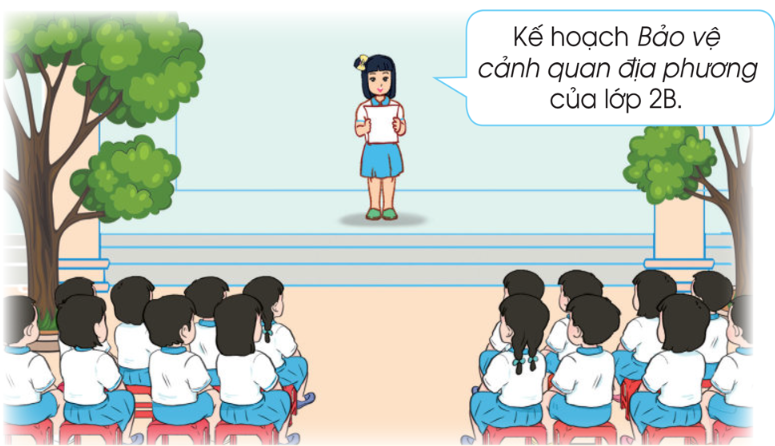 Kế hoạch Bảo vệ
cảnh quan địa phương
của lớp 2B.